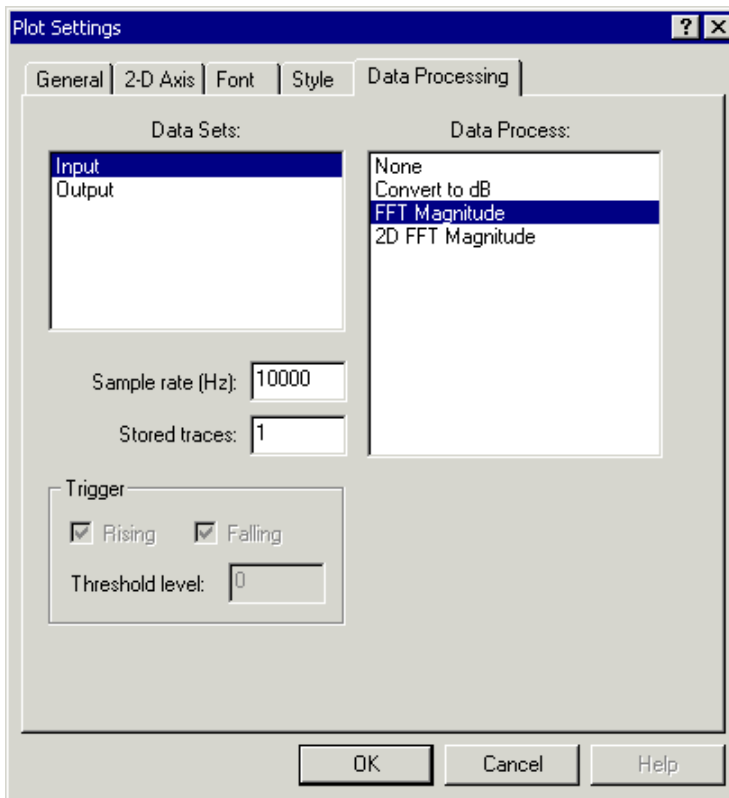 Plot Settings
General 2-D Axis Font Style Data Processing
Data Sets:
Input
Output
Data Process:
None
Convert to dB
FFT Magnitude
2D FFT Magnitude
Sample rate (Hz): 10000
Stored traces: 1
Trigger
Rising Falling
Threshold level: 0
OK Cancel Help